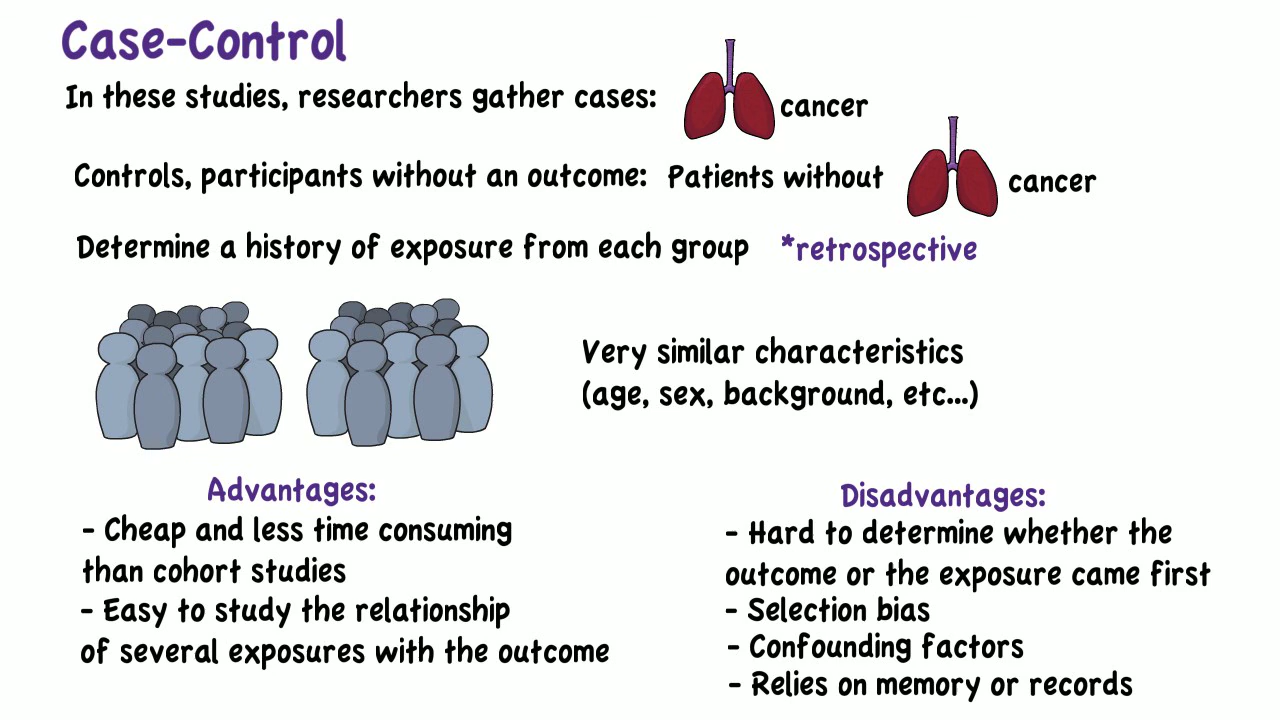 Case-Control
In these studies, researchers gather cases: cancer
Controls, participants without an outcome: Patients without cancer
Determine a history of exposure from each group *retrospective
Very similar characteristics
(age, sex, background, etc...)
Advantages:
- Cheap and less time consuming
than cohort studies
- Easy to study the relationship
of several exposures with the outcome
Disadvantages:
- Hard to determine whether the
outcome or the exposure came first
- Selection bias
- Confounding factors
- Relies on memory or records